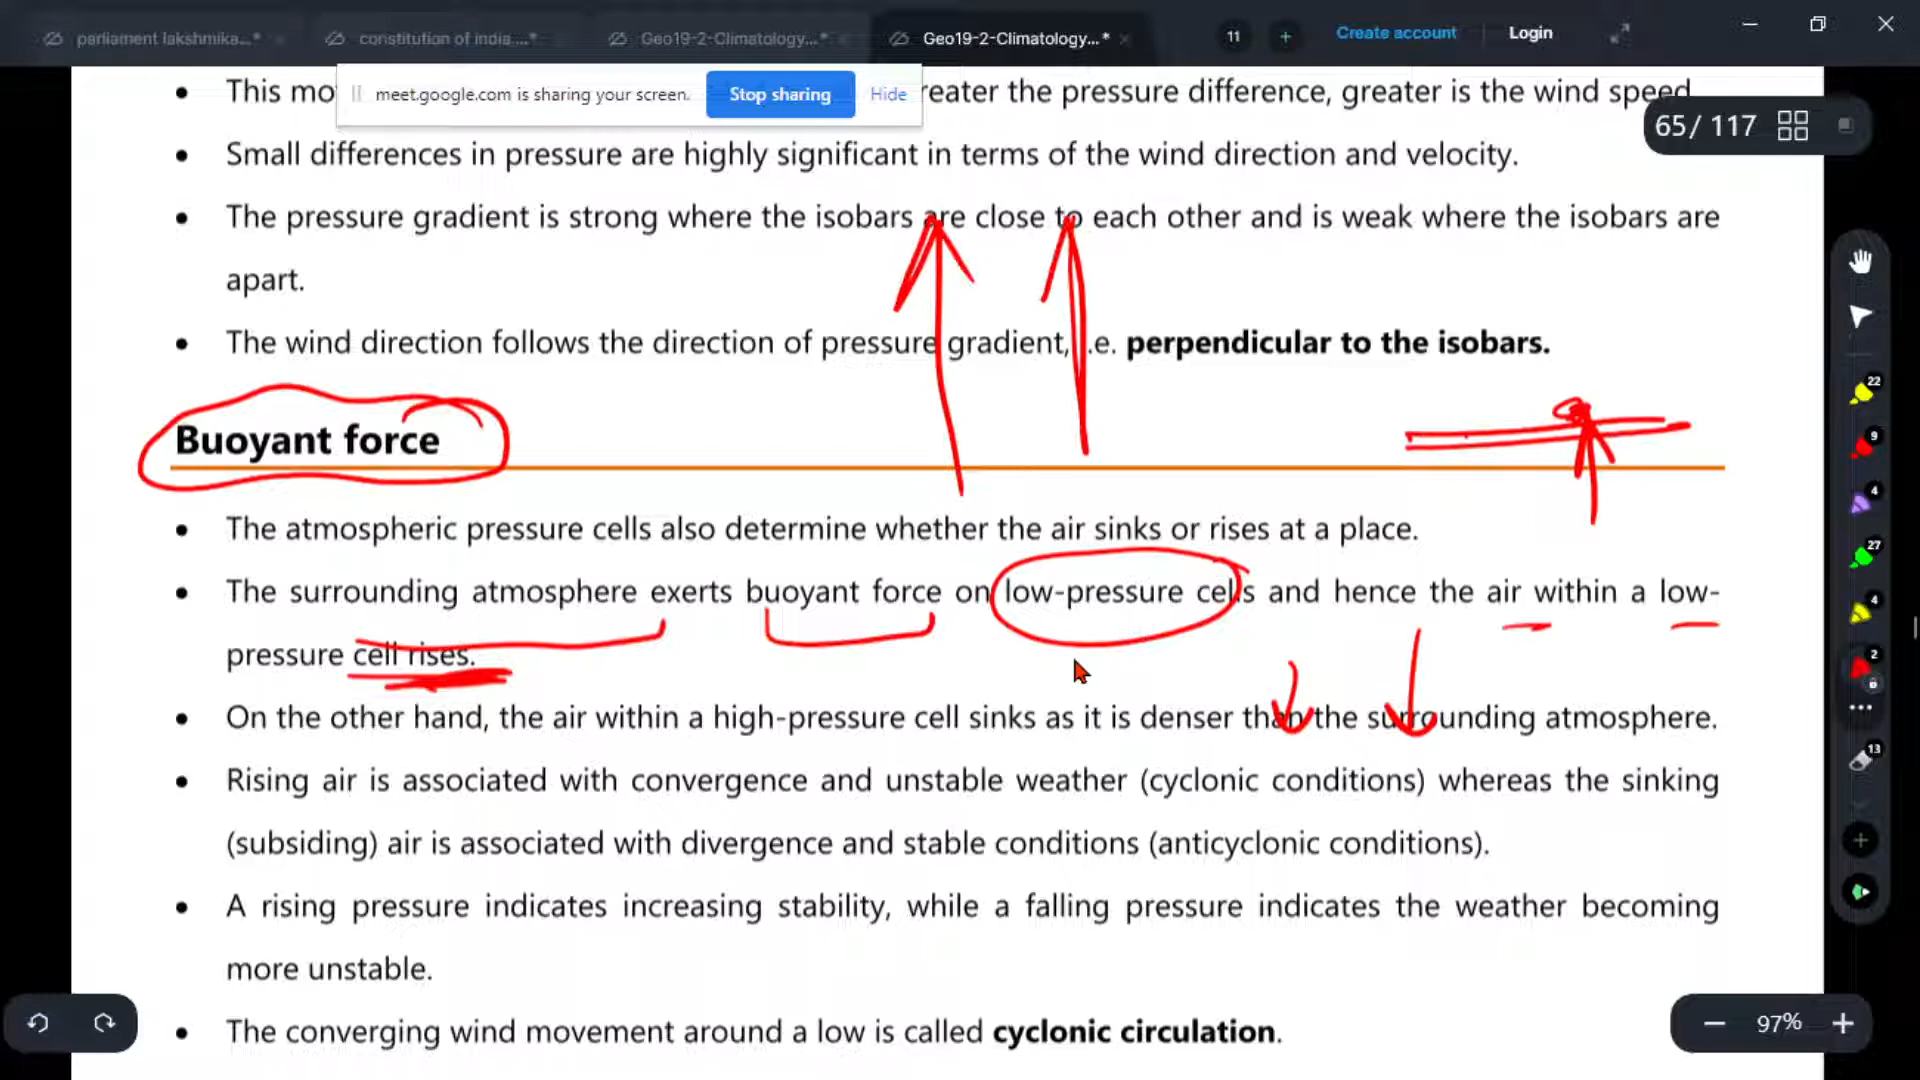 parliament lakshmika...*
constitution of india ....*
Geo19-2-Climatology....*
Geo19-2-Climatology...*
11
+
Create account
Login
meet.google.com is sharing your screen.
Stop sharing
Hide
• This mo reater the pressure difference, greater is the wind speed.
65/ 117
• Small differences in pressure are highly significant in terms of the wind direction and velocity.
• The pressure gradient is strong where the isobars are close to each other and is weak where the isobars are
apart.
• The wind direction follows the direction of pressure gradient, i.e. perpendicular to the isobars.
Buoyant force
• The atmospheric pressure cells also determine whether the air sinks or rises at a place.
• The surrounding atmosphere exerts buoyant force on low-pressure cells and hence the air within a low-
pressure cell rises.
• On the other hand, the air within a high-pressure cell sinks as it is denser than the surrounding atmosphere.
• Rising air is associated with convergence and unstable weather (cyclonic conditions) whereas the sinking
(subsiding) air is associated with divergence and stable conditions (anticyclonic conditions).
• A rising pressure indicates increasing stability, while a falling pressure indicates the weather becoming
more unstable.
• The converging wind movement around a low is called cyclonic circulation.
22
9
4
27
4
2
13
97%